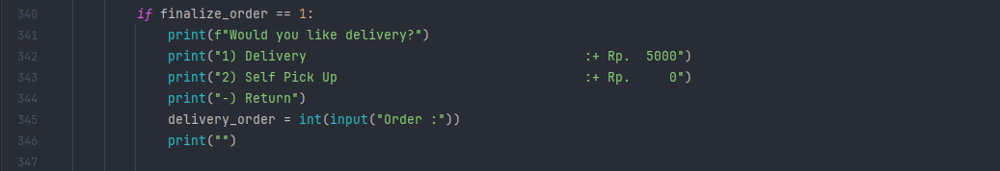 340 if finalize_order == 1:
341 print(f"Would you like delivery?")
342 print("1) Delivery                                    :+ Rp.  5000")
343 print("2) Self Pick Up                                :+ Rp.     0")
344 print("-) Return")
345 delivery_order = int(input("Order :"))
346 print("")
347